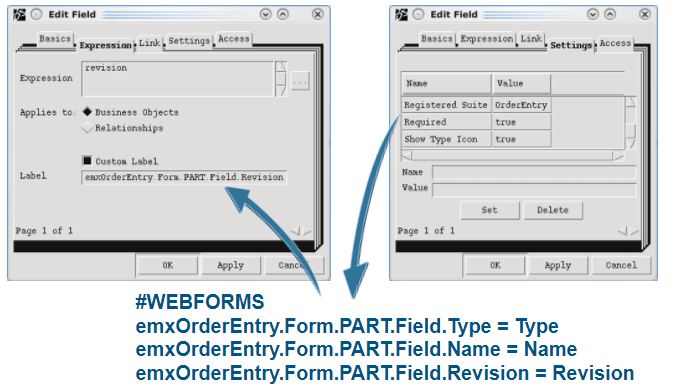 Edit Field
Basics Expression Link Settings Access
Expression
revision
...
Applies to: Business Objects
Relationships
Custom Label
Label
emxOrderEntry.Form.PART.Field.Revision
Page 1 of 1
OK Apply Cancel
Edit Field
Basics Expression Link Settings Access
Name Value
Registered Suite OrderEntry
Required true
Show Type Icon true
Name
Value
Set Delete
Page 1 of 1
OK Apply Cancel
#WEBFORMS
emxOrderEntry.Form.PART.Field.Type = Type
emxOrderEntry.Form.PART.Field.Name = Name
emxOrderEntry.Form.PART.Field.Revision = Revision